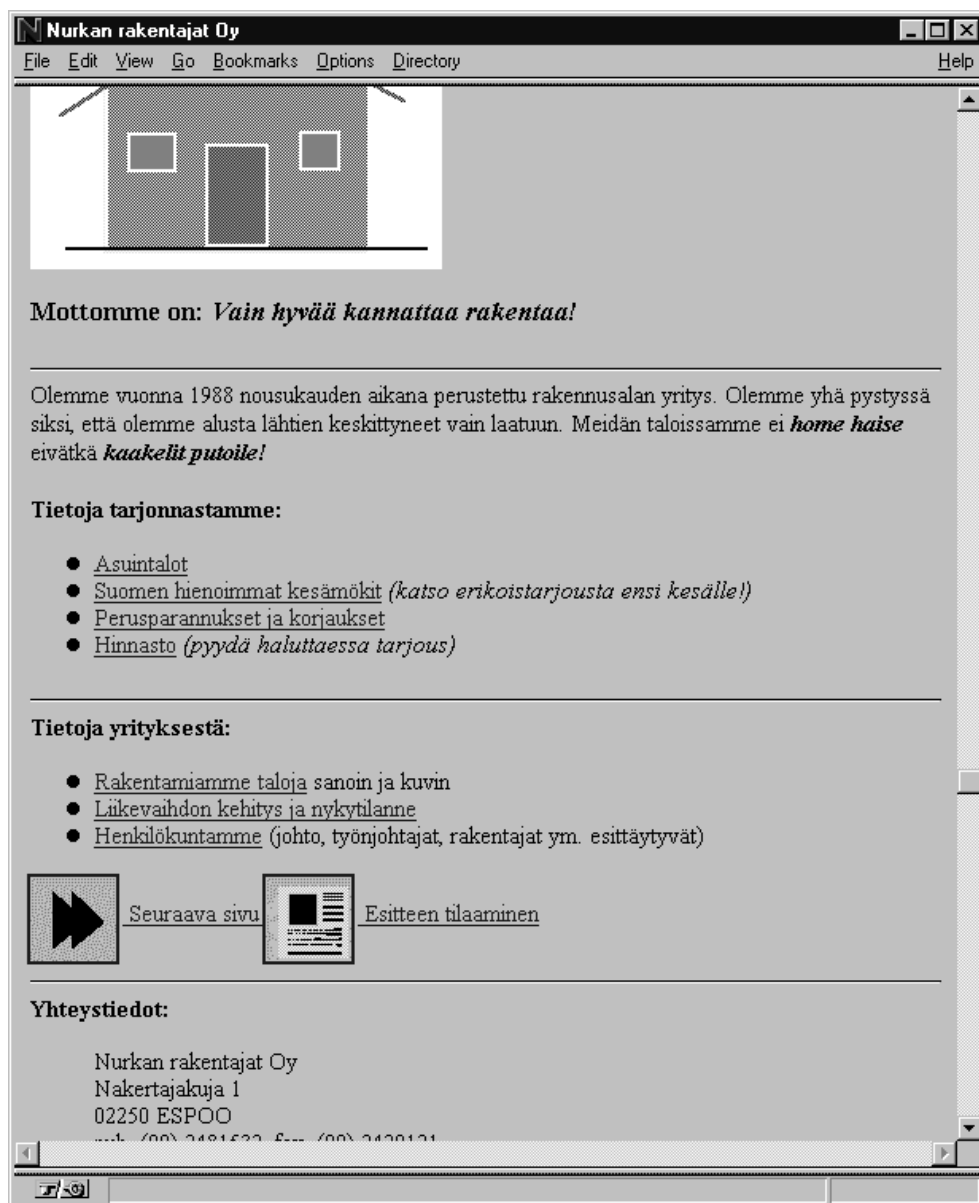 Nurkan rakentajat Oy
File Edit View Go Bookmarks Options Directory Help
Mottomme on: Vain hyvää kannattaa rakentaa!
Olemme vuonna 1988 nousukauden aikana perustettu rakennusalan yritys. Olemme yhä pystyssä
siksi, että olemme alusta lähtien keskittyneet vain laatuun. Meidän taloissamme ei home haise
eivätkä kaakelit putoile!
Tietoja tarjonnastamme:
Asuintalot
Suomen hienoimmat kesämökit (katso erikoistarjousta ensi kesälle!)
Perusparannukset ja korjaukset
Hinnasto (pyydä haluttaessa tarjous)
Tietoja yrityksestä:
Rakentamiamme taloja sanoin ja kuvin
Liikevaihdon kehitys ja nykytilanne
Henkilökuntamme (johto, työnjohtajat, rakentajat ym. esittäytyvät)
Seuraava sivu Esitteen tilaaminen
Yhteystiedot:
Nurkan rakentajat Oy
Nakertajakuja 1
02250 ESPOO